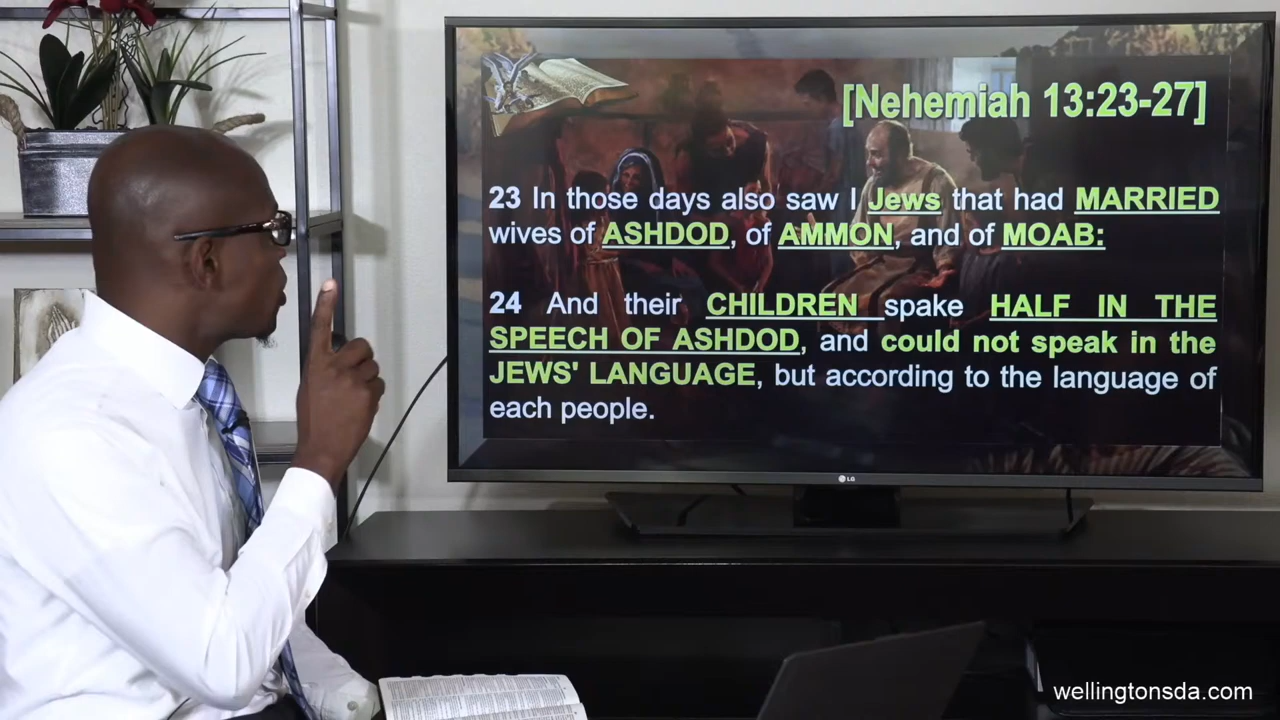 [Nehemiah 13:23-27]
23 In those days also saw I Jews that had MARRIED
wives of ASHDOD, of AMMON, and of MOAB:
24 And their CHILDREN spake HALF IN THE
SPEECH OF ASHDOD, and could not speak in the
JEWS' LANGUAGE, but according to the language of
each people.
LG
wellingtonsda.com